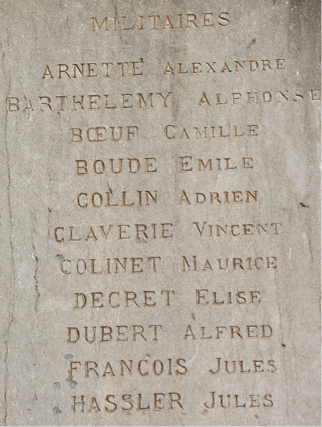 MILITAIRES
ARNETTE ALEXANDRE
BARTHELEMY ALPHONSE
BŒUF CAMILLE
BOUDE EMILE
COLLIN ADRIEN
CLAVERIE VINCENT
COLINET MAURICE
DECRET ELISE
DUBERT ALFRED
FRANCOIS JULES
HASSLER JULES